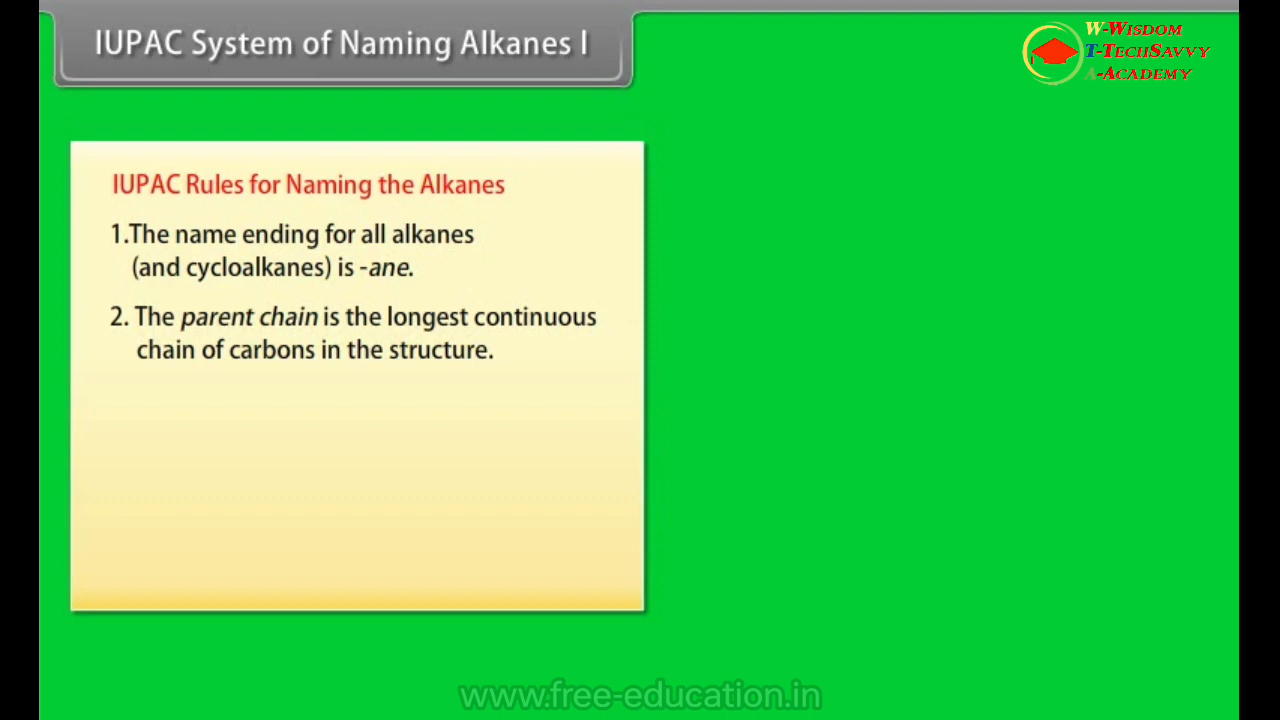 IUPAC System of Naming Alkanes I
W-Wisdom
T-TechSavvy
A-Academy
IUPAC Rules for Naming the Alkanes
1.The name ending for all alkanes
(and cycloalkanes) is -ane.
2. The parent chain is the longest continuous
chain of carbons in the structure.
www.free-education.in